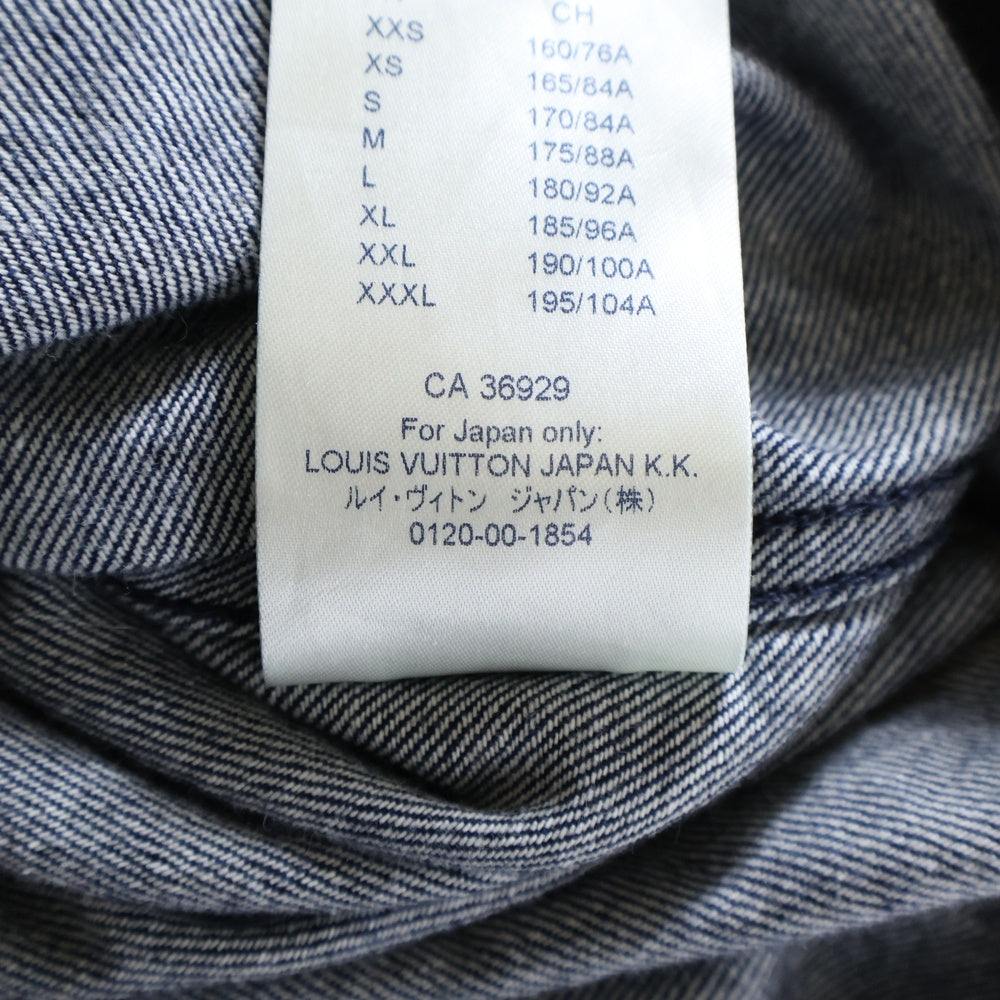 CH
XXS 160/76A
XS 165/84A
S 170/84A
M 175/88A
L 180/92A
XL 185/96A
XXL 190/100A
XXXL 195/104A
CA 36929
For Japan only:
LOUIS VUITTON JAPAN K.K.
ルイ・ヴィトン ジャパン(株)
0120-00-1854